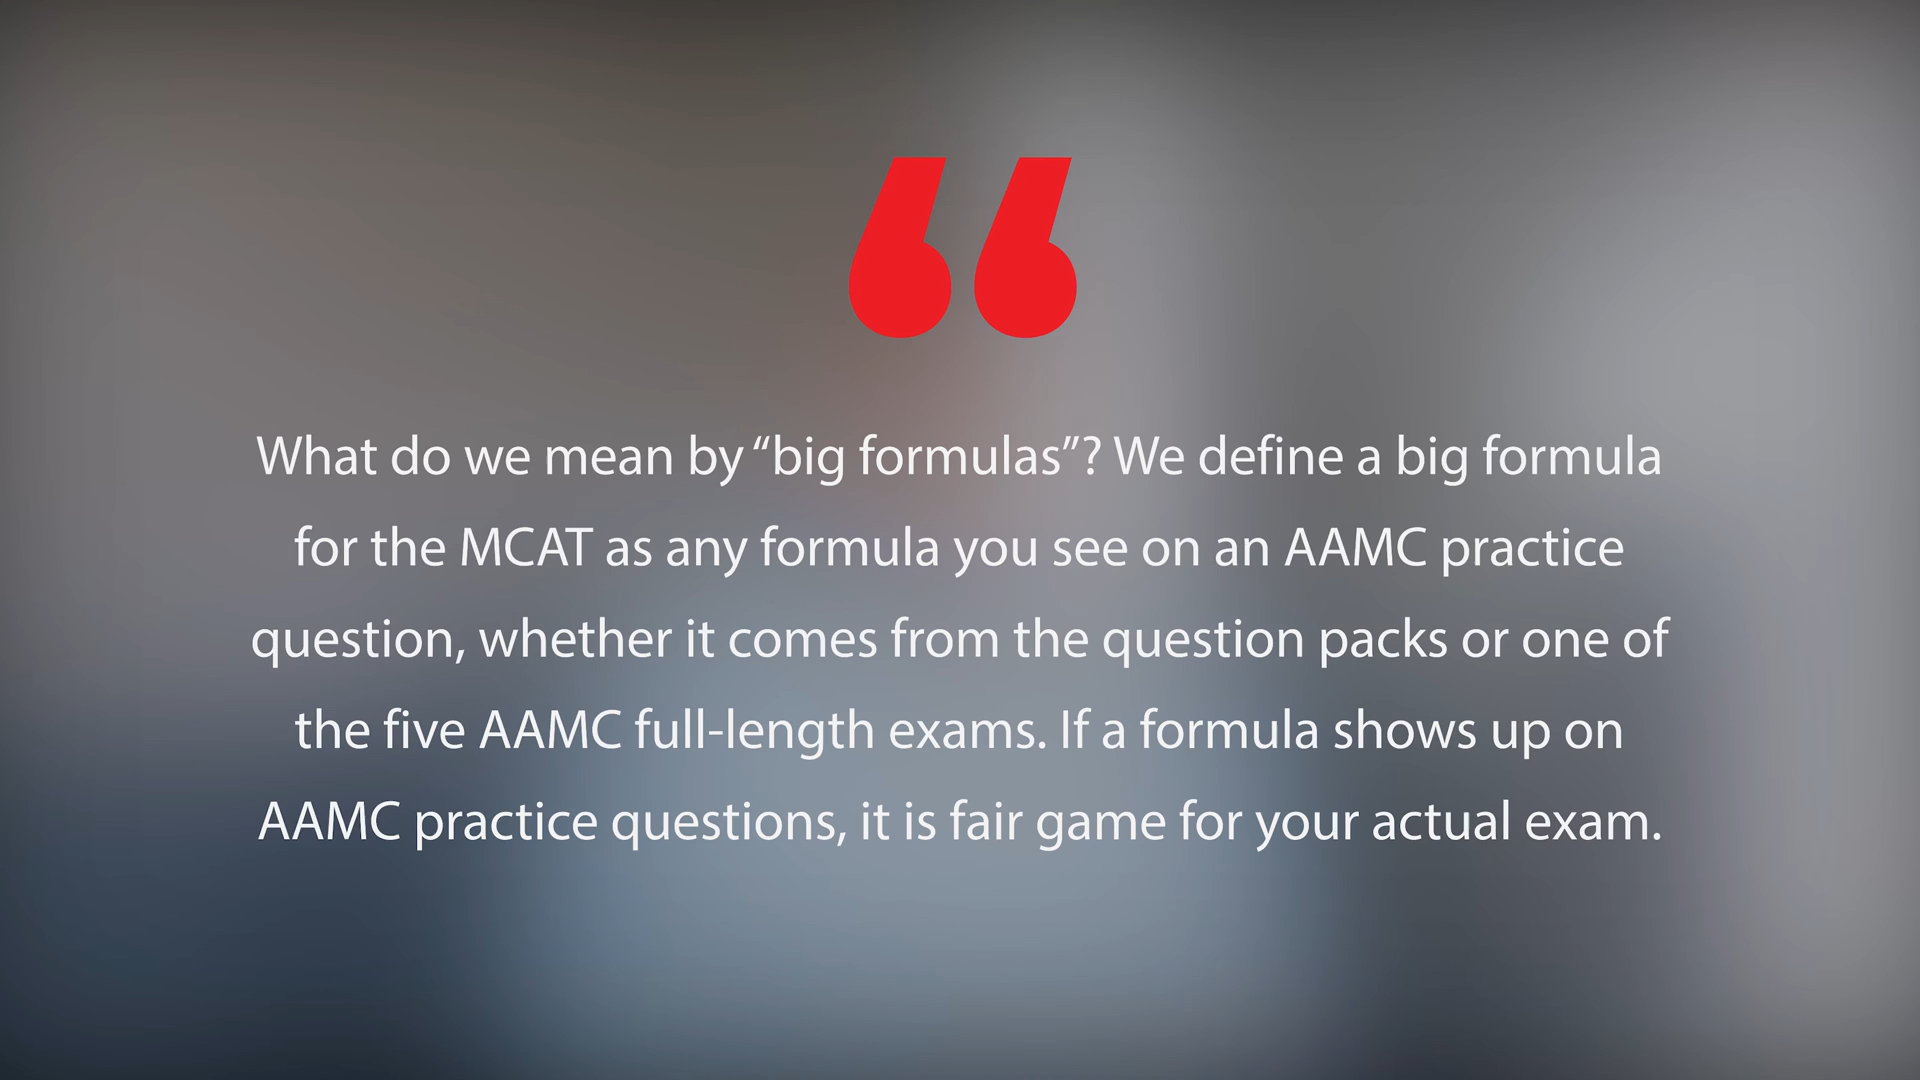 “
What do we mean by “big formulas”? We define a big formula
for the MCAT as any formula you see on an AAMC practice
question, whether it comes from the question packs or one of
the five AAMC full-length exams. If a formula shows up on
AAMC practice questions, it is fair game for your actual exam.